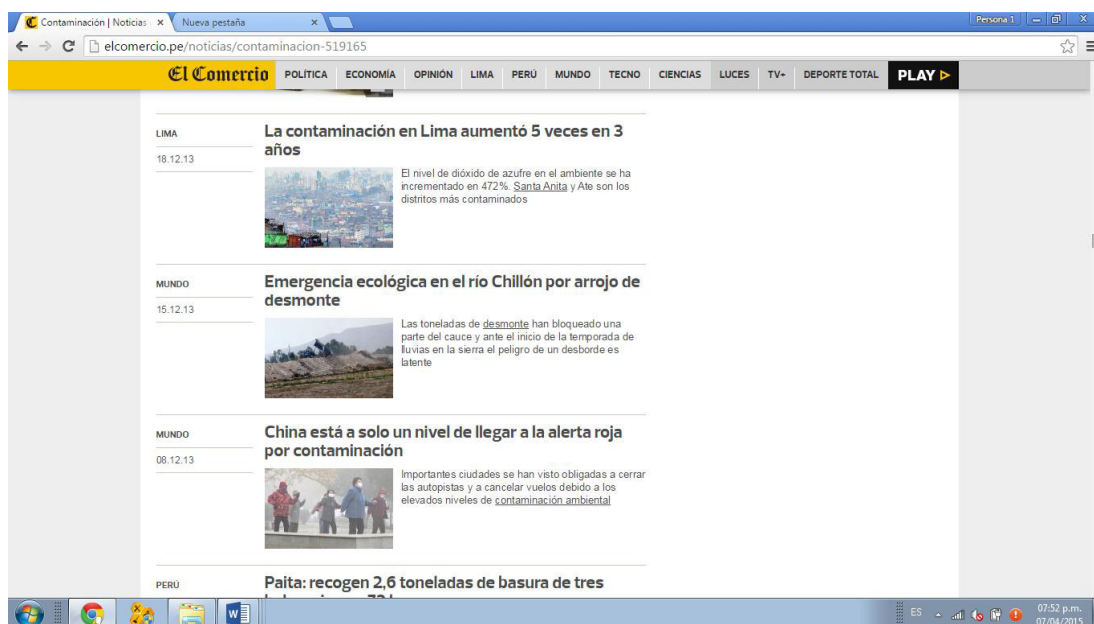 Contaminación | Noticias
Nueva pestaña
Persona 1
elcomercio.pe/noticias/contaminacion-519165
El Comercio POLÍTICA ECONOMÍA OPINIÓN LIMA PERÚ MUNDO TECNO CIENCIAS LUCES TV+ DEPORTE TOTAL PLAY
LIMA
18.12.13
La contaminación en Lima aumentó 5 veces en 3
años
El nivel de dióxido de azufre en el ambiente se ha
incrementado en 472%. Santa Anita y Ate son los
distritos más contaminados
MUNDO
15.12.13
Emergencia ecológica en el río Chillón por arrojo de
desmonte
Las toneladas de desmonte han bloqueado una
parte del cauce y ante el inicio de la temporada de
lluvias en la sierra el peligro de un desborde es
latente
MUNDO
08.12.13
China está a solo un nivel de llegar a la alerta roja
por contaminación
Importantes ciudades se han visto obligadas a cerrar
las autopistas y a cancelar vuelos debido a los
elevados niveles de contaminación ambiental
PERÚ
Paita: recogen 2,6 toneladas de basura de tres
ES
07:52 p.m.
07/04/2015